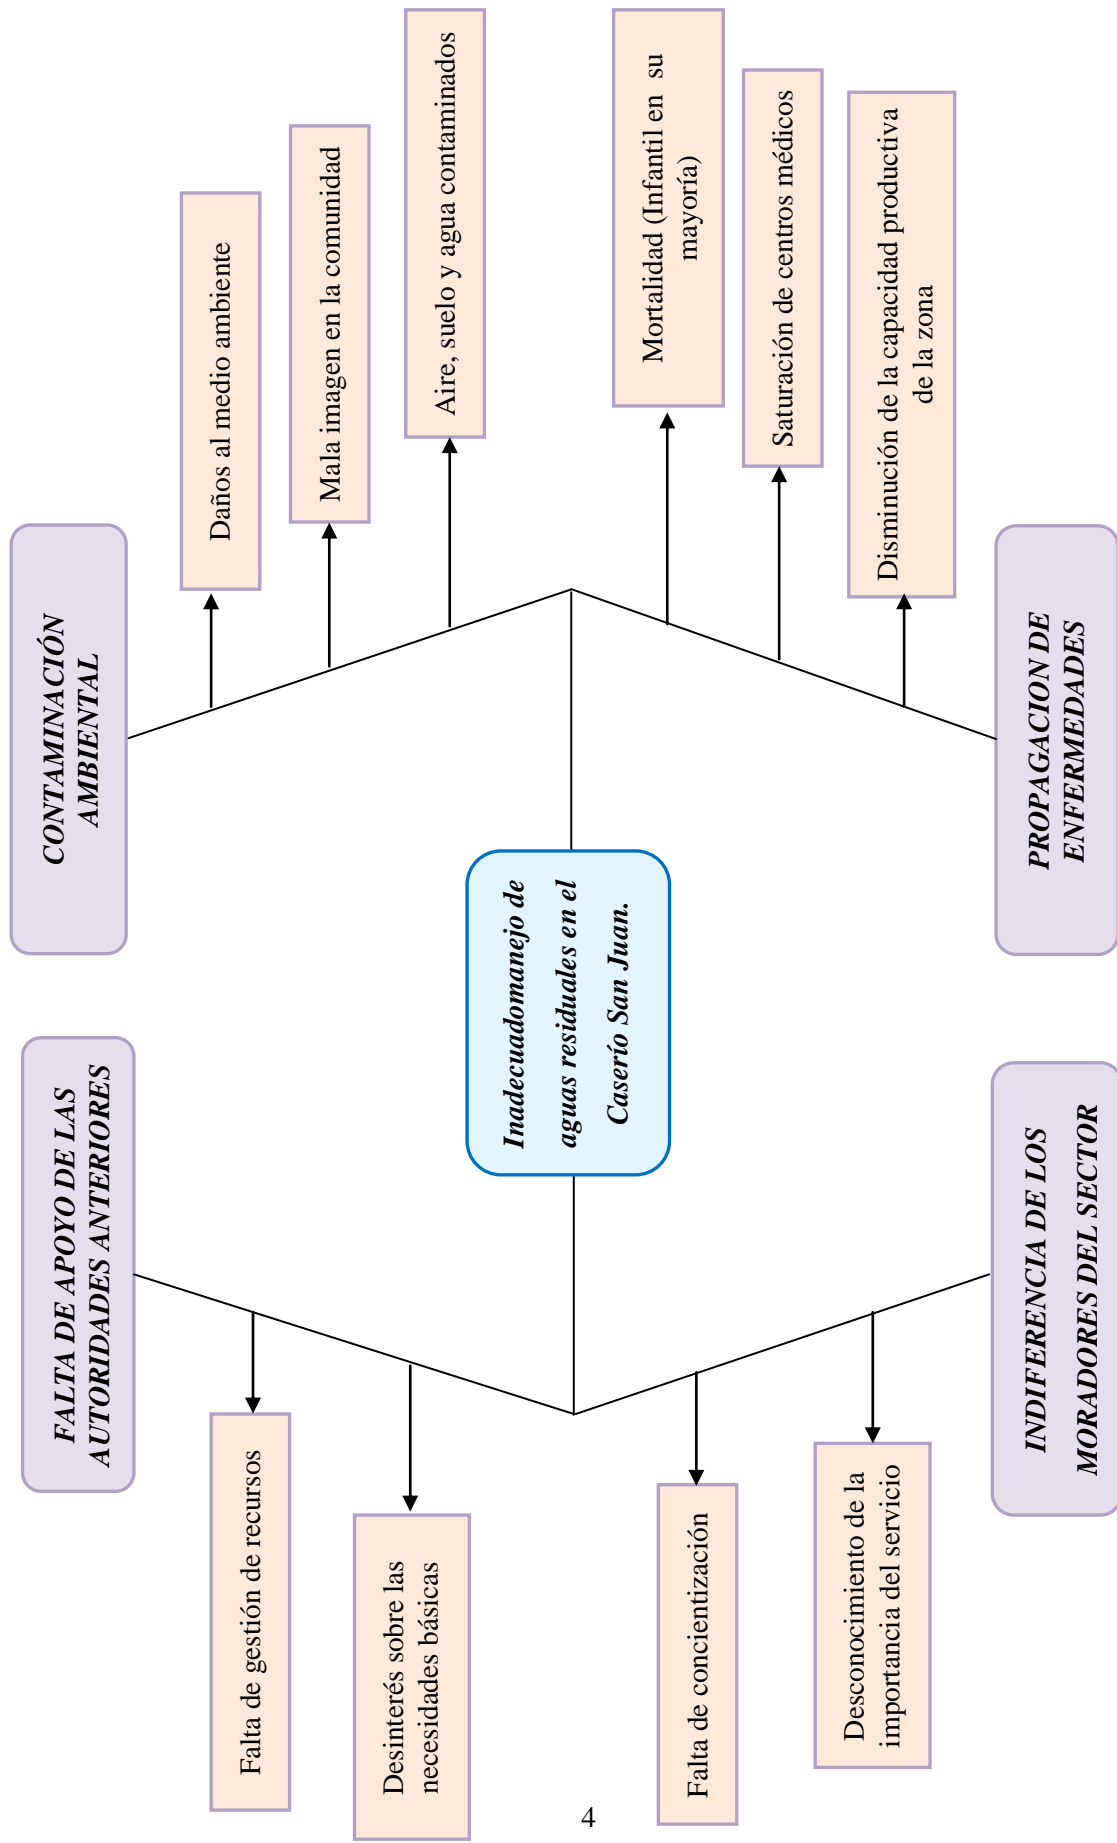 FALTA DE APOYO DE LAS
AUTORIDADES ANTERIORES
Falta de gestión de recursos
Desinterés sobre las
necesidades básicas
Falta de concientización
Desconocimiento de la
importancia del servicio
INDIFERENCIA DE LOS
MORADORES DEL SECTOR
Inadecuadomanejo de
aguas residuales en el
Caserío San Juan.
CONTAMINACIÓN
AMBIENTAL
Daños al medio ambiente
Mala imagen en la comunidad
Aire, suelo y agua contaminados
Mortalidad (Infantil en su
mayoría)
Saturación de centros médicos
Disminución de la capacidad productiva
de la zona
PROPAGACION DE
ENFERMEDADES
4